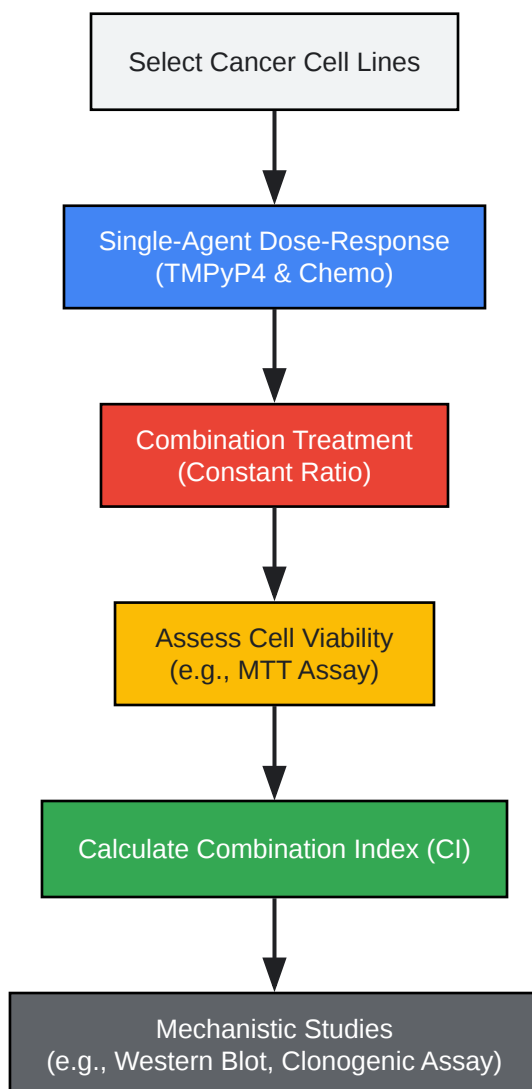 Select Cancer Cell Lines
Single-Agent Dose-Response
(TMPyP4 & Chemo)
Combination Treatment
(Constant Ratio)
Assess Cell Viability
(e.g., MTT Assay)
Calculate Combination Index (CI)
Mechanistic Studies
(e.g., Western Blot, Clonogenic Assay)